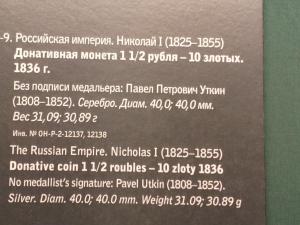 -9. Российская империя. Николай I (1825–1855)
Донативная монета 1 1/2 рубля – 10 злотых.
1836 г.
Без подписи медальера: Павел Петрович Уткин
(1808–1852). Серебро. Диам. 40,0; 40,0 мм.
Вес 31,09; 30,89 г
Инв. № ОН-Р-2-12137, 12138
The Russian Empire. Nicholas I (1825–1855)
Donative coin 1 1/2 roubles – 10 zloty 1836
No medallist's signature: Pavel Utkin (1808–1852).
Silver. Diam. 40.0; 40.0 mm. Weight 31.09; 30.89 g